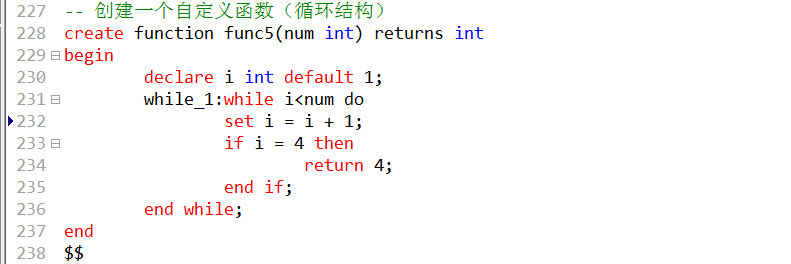 227 -- 创建一个自定义函数（循环结构）
228 create function func5(num int) returns int
229 begin
230 declare i int default 1;
231 while_1:while i<num do
232 set i = i + 1;
233 if i = 4 then
234 return 4;
235 end if;
236 end while;
237 end
238 $$